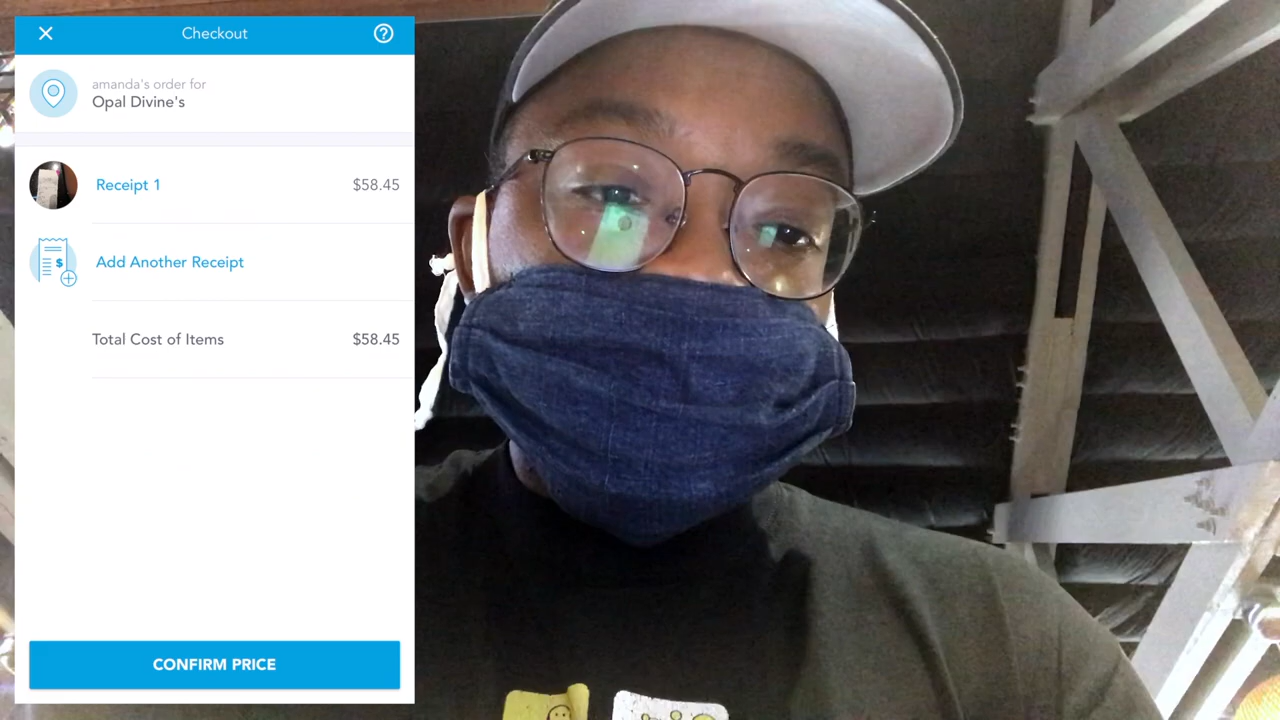 Checkout
amanda's order for
Opal Divine's
Receipt 1
$58.45
Add Another Receipt
Total Cost of Items
$58.45
CONFIRM PRICE